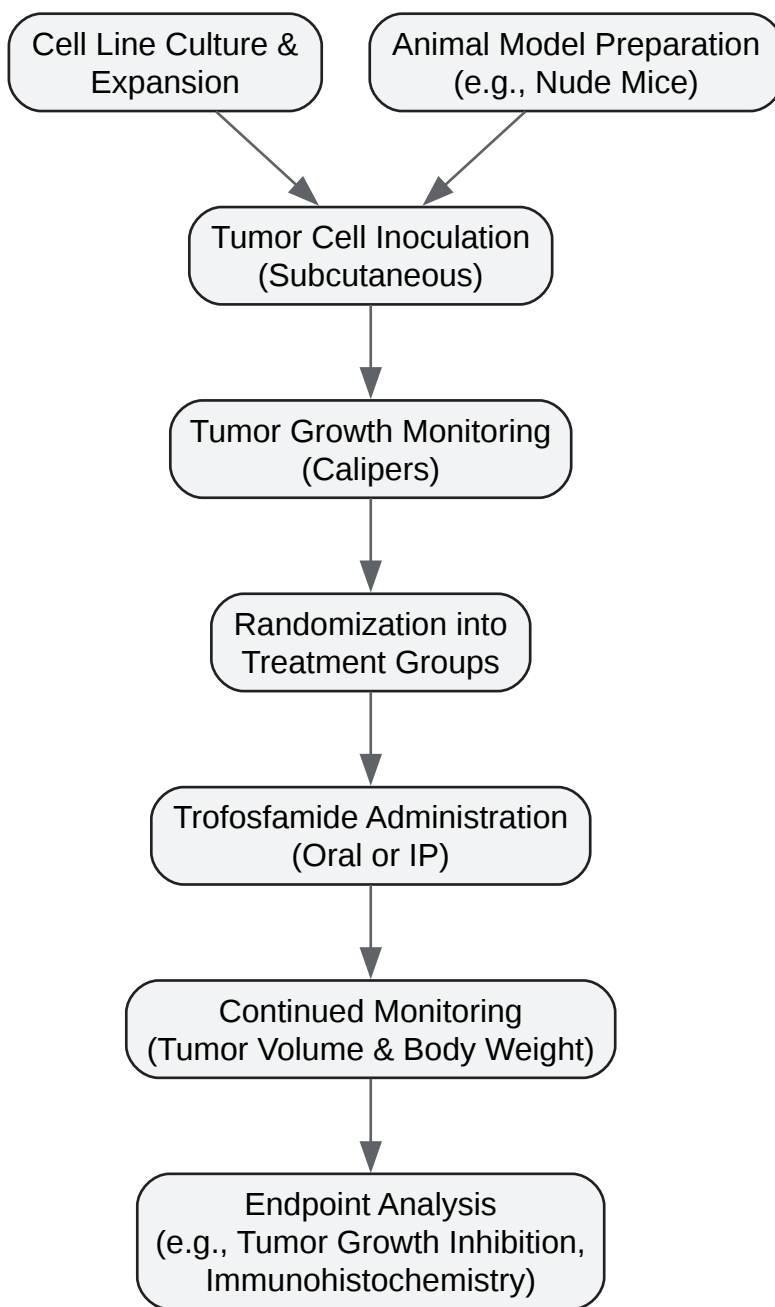 Cell Line Culture &
Expansion
Animal Model Preparation
(e.g., Nude Mice)
Tumor Cell Inoculation
(Subcutaneous)
Tumor Growth Monitoring
(Calipers)
Randomization into
Treatment Groups
Trofosfamide Administration
(Oral or IP)
Continued Monitoring
(Tumor Volume & Body Weight)
Endpoint Analysis
(e.g., Tumor Growth Inhibition,
Immunohistochemistry)